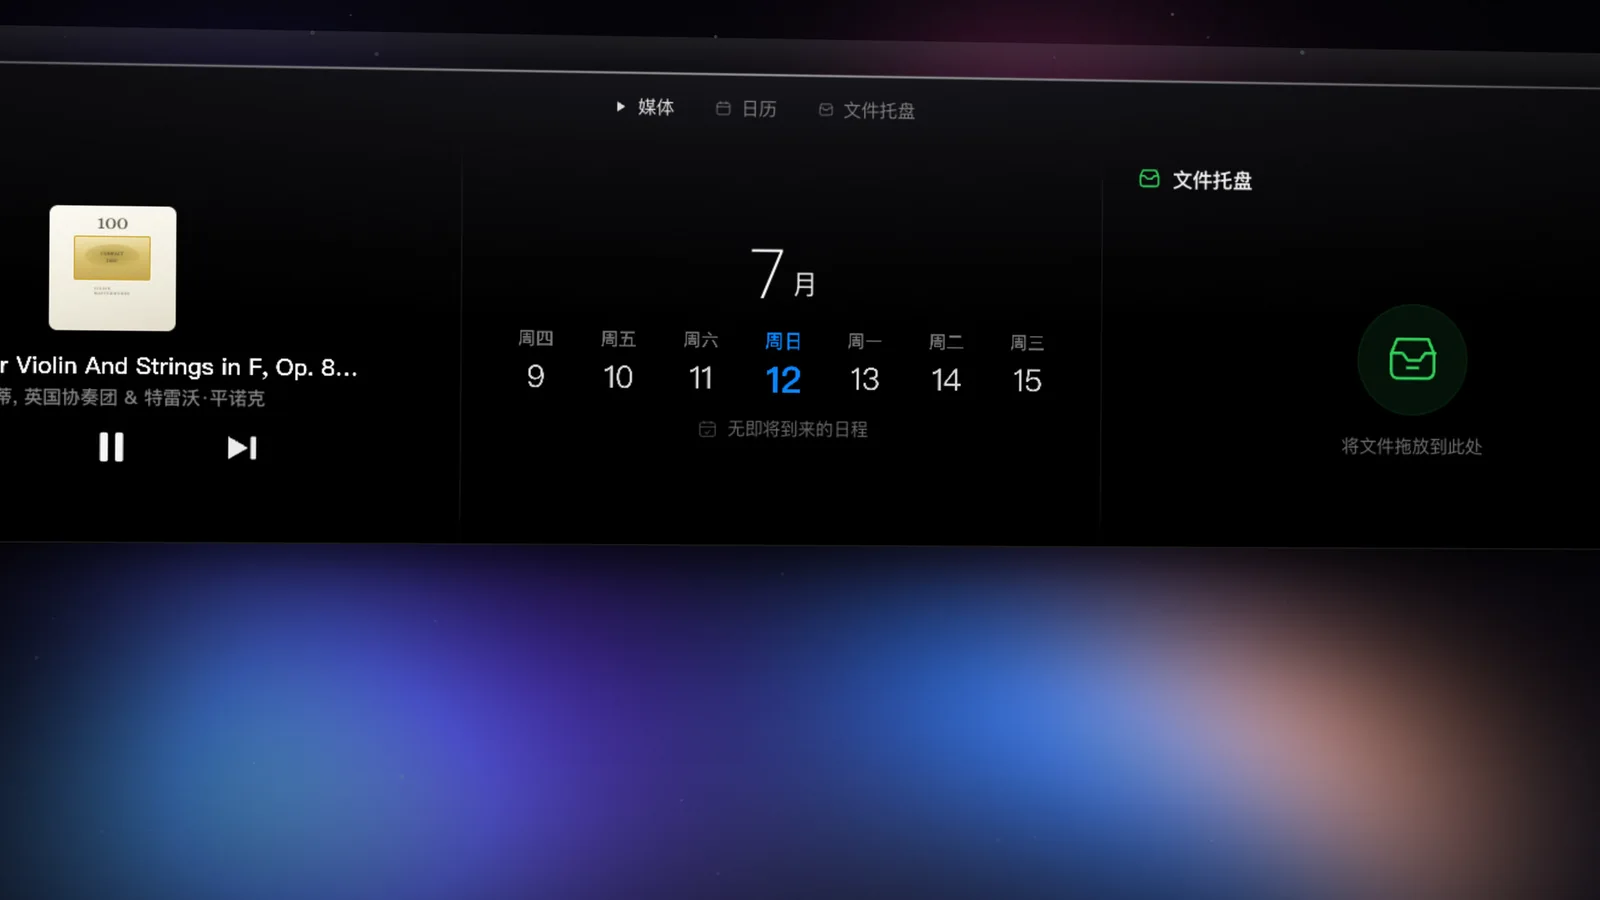 媒体
日历
文件托盘
100
r Violin And Strings in F, Op. 8...
蒂, 英国协奏团 & 特雷沃·平诺克
7月
周四 周五 周六 周日 周一 周二 周三
9 10 11 12 13 14 15
无即将到来的日程
文件托盘
将文件拖放到此处